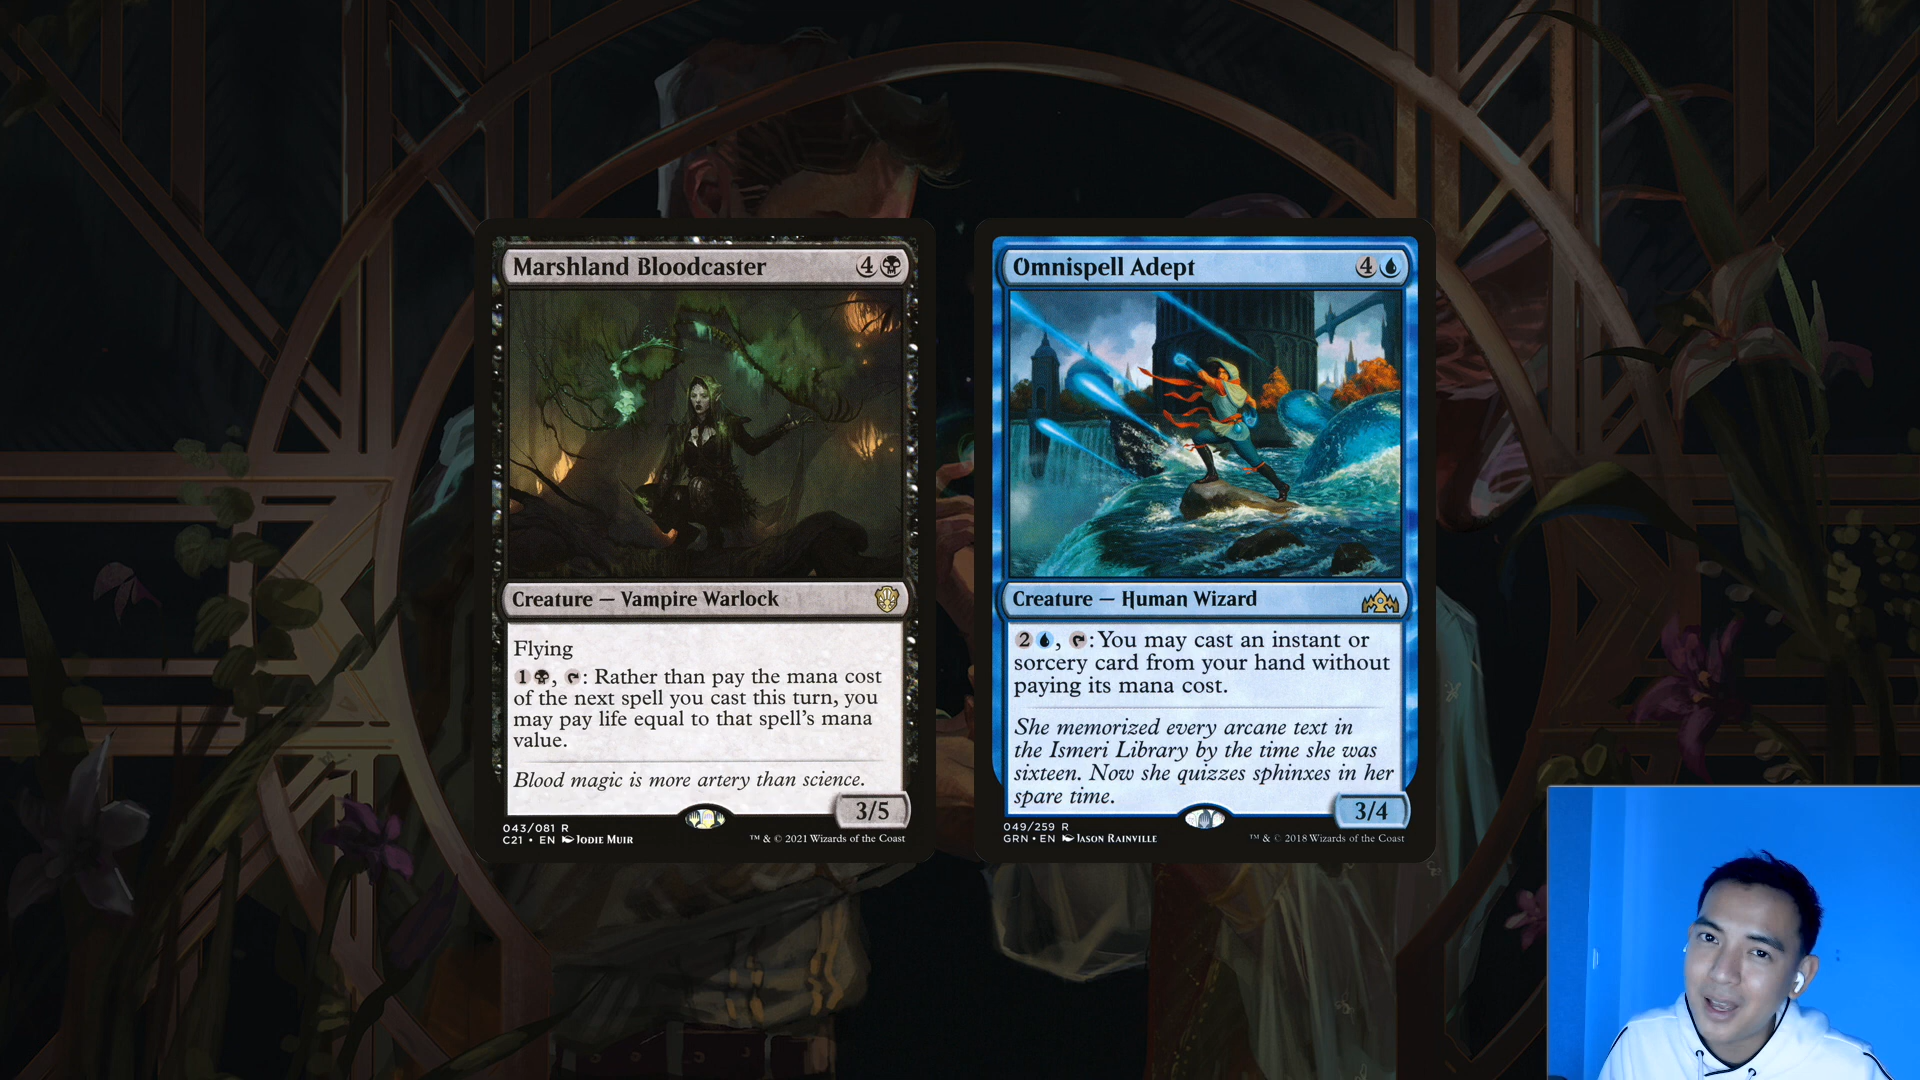 Marshland Bloodcaster
4
Creature — Vampire Warlock
Flying
1 , : Rather than pay the mana cost
of the next spell you cast this turn, you
may pay life equal to that spell's mana
value.
Blood magic is more artery than science.
3/5
043/081 R
C21 • EN Jodie Muir
™ & © 2021 Wizards of the Coast
Omnispell Adept
4
Creature — Human Wizard
2 , : You may cast an instant or
sorcery card from your hand without
paying its mana cost.
She memorized every arcane text in
the Ismeri Library by the time she was
sixteen. Now she quizzes sphinxes in her
spare time.
3/4
049/259 R
GRN • EN Jason Rainville
™ & © 2018 Wizards of the Coast